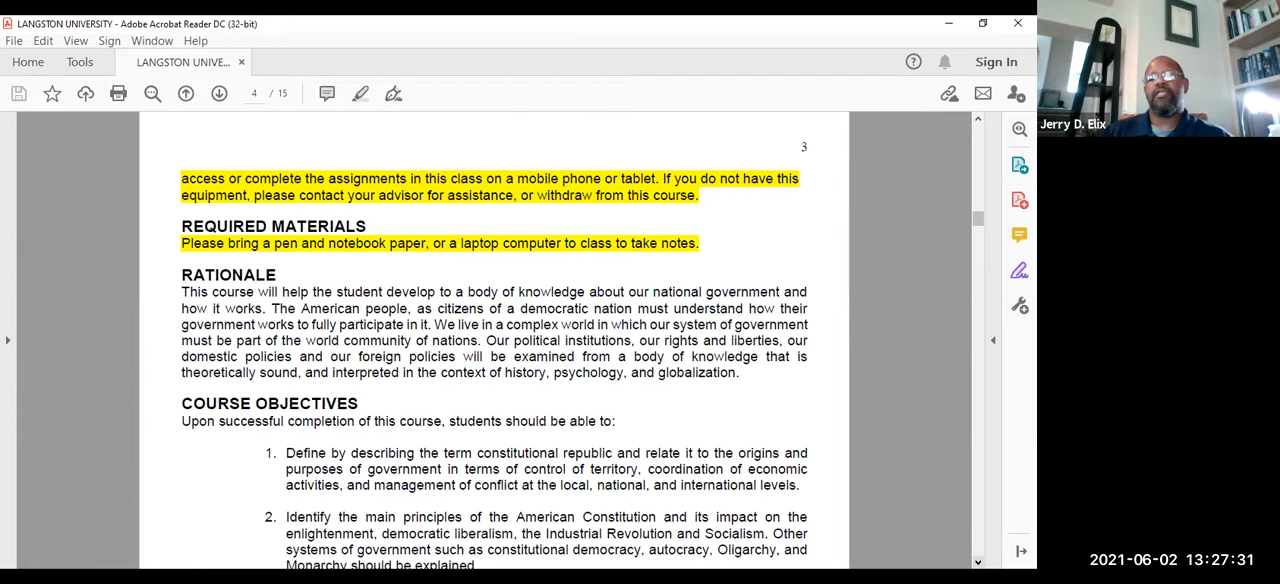 LANGSTON UNIVERSITY - Adobe Acrobat Reader DC (32-bit)
File Edit View Sign Window Help
Home Tools LANGSTON UNIVE... × Sign In
4 / 15
Jerry D. Elix
3
access or complete the assignments in this class on a mobile phone or tablet. If you do not have this
equipment, please contact your advisor for assistance, or withdraw from this course.
REQUIRED MATERIALS
Please bring a pen and notebook paper, or a laptop computer to class to take notes.
RATIONALE
This course will help the student develop to a body of knowledge about our national government and
how it works. The American people, as citizens of a democratic nation must understand how their
government works to fully participate in it. We live in a complex world in which our system of government
must be part of the world community of nations. Our political institutions, our rights and liberties, our
domestic policies and our foreign policies will be examined from a body of knowledge that is
theoretically sound, and interpreted in the context of history, psychology, and globalization.
COURSE OBJECTIVES
Upon successful completion of this course, students should be able to:
1. Define by describing the term constitutional republic and relate it to the origins and
purposes of government in terms of control of territory, coordination of economic
activities, and management of conflict at the local, national, and international levels.
2. Identify the main principles of the American Constitution and its impact on the
enlightenment, democratic liberalism, the Industrial Revolution and Socialism. Other
systems of government such as constitutional democracy, autocracy, Oligarchy, and
Monarchy should be explained
2021-06-02 13:27:31